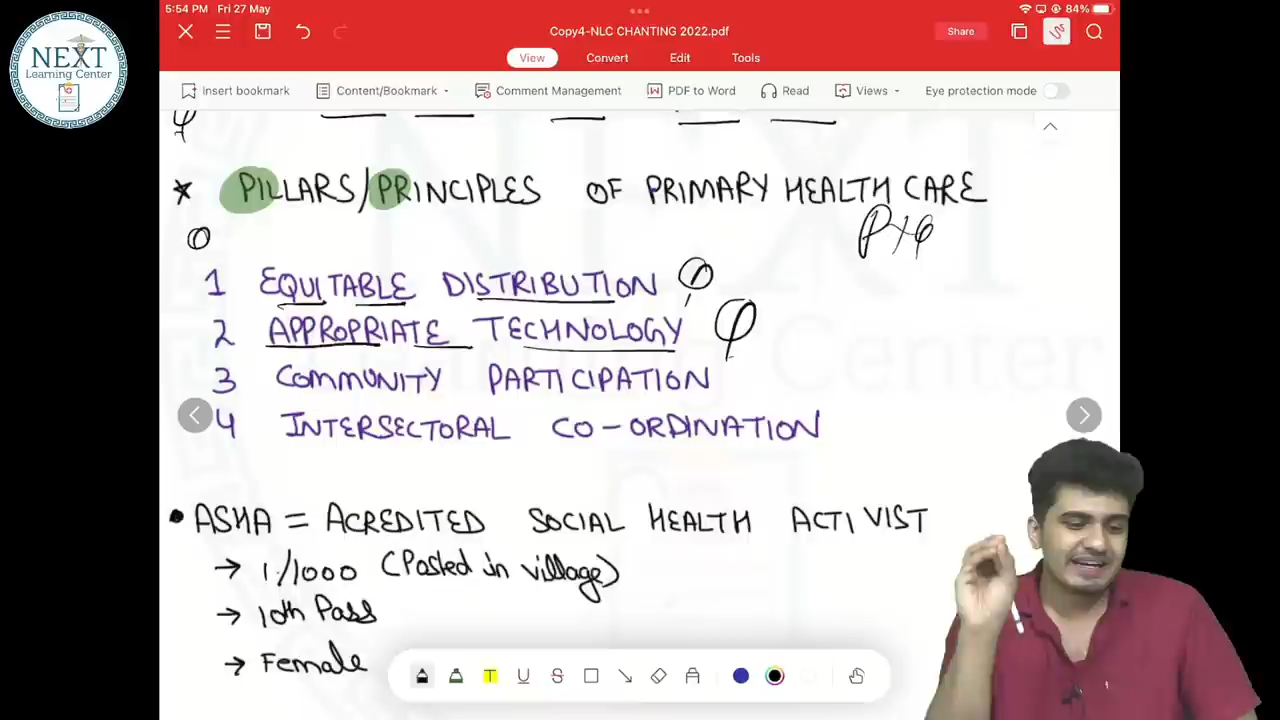 5:54 PM Fri 27 May
84%
Copy4-NLC CHANTING 2022.pdf
Share
View Convert Edit Tools
Insert bookmark Content/Bookmark Comment Management PDF to Word Read Views Eye protection mode
NEXT
Learning Center
* PILLARS/PRINCIPLES OF PRIMARY HEALTH CARE
1 EQUITABLE DISTRIBUTION
2 APPROPRIATE TECHNOLOGY
3 COMMUNITY PARTICIPATION
4 INTERSECTORAL CO-ORDINATION
• ASHA = ACREDITED SOCIAL HEALTH ACTIVIST
→ 1/1000 (Posted in village)
→ 10th Pass
→ Female